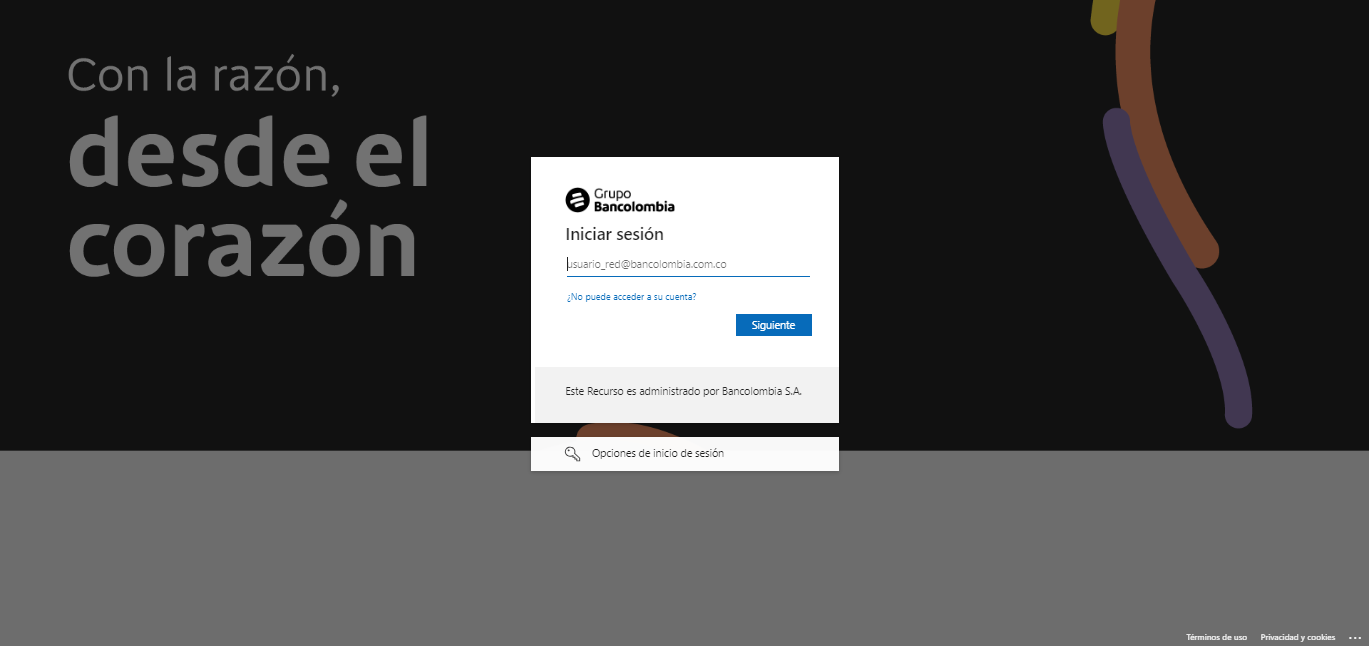 Con la razón,
desde el
corazón
Grupo
Bancolombia
Iniciar sesión
usuario_red@bancolombia.com.co
¿No puede acceder a su cuenta?
Siguiente
Este Recurso es administrado por Bancolombia S.A.
Opciones de inicio de sesión
Términos de uso Privacidad y cookies ...